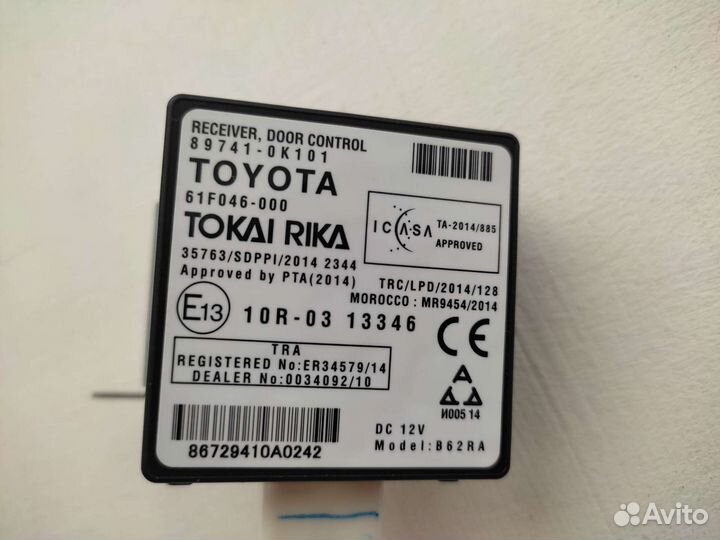 RECEIVER, DOOR CONTROL
89741-0K101
TOYOTA
61F046-000
TOKAI RIKA
ICASA TA-2014/885
APPROVED
35763/SDPPI/2014 2344
Approved by PTA(2014)
TRC/LPD/2014/128
MOROCCO : MR9454/2014
E13 10R-03 13346
CE
TRA
REGISTERED No:ER34579/14
DEALER No:0034092/10
И005 14
86729410A0242
DC 12V
Model:B62RA
Avito